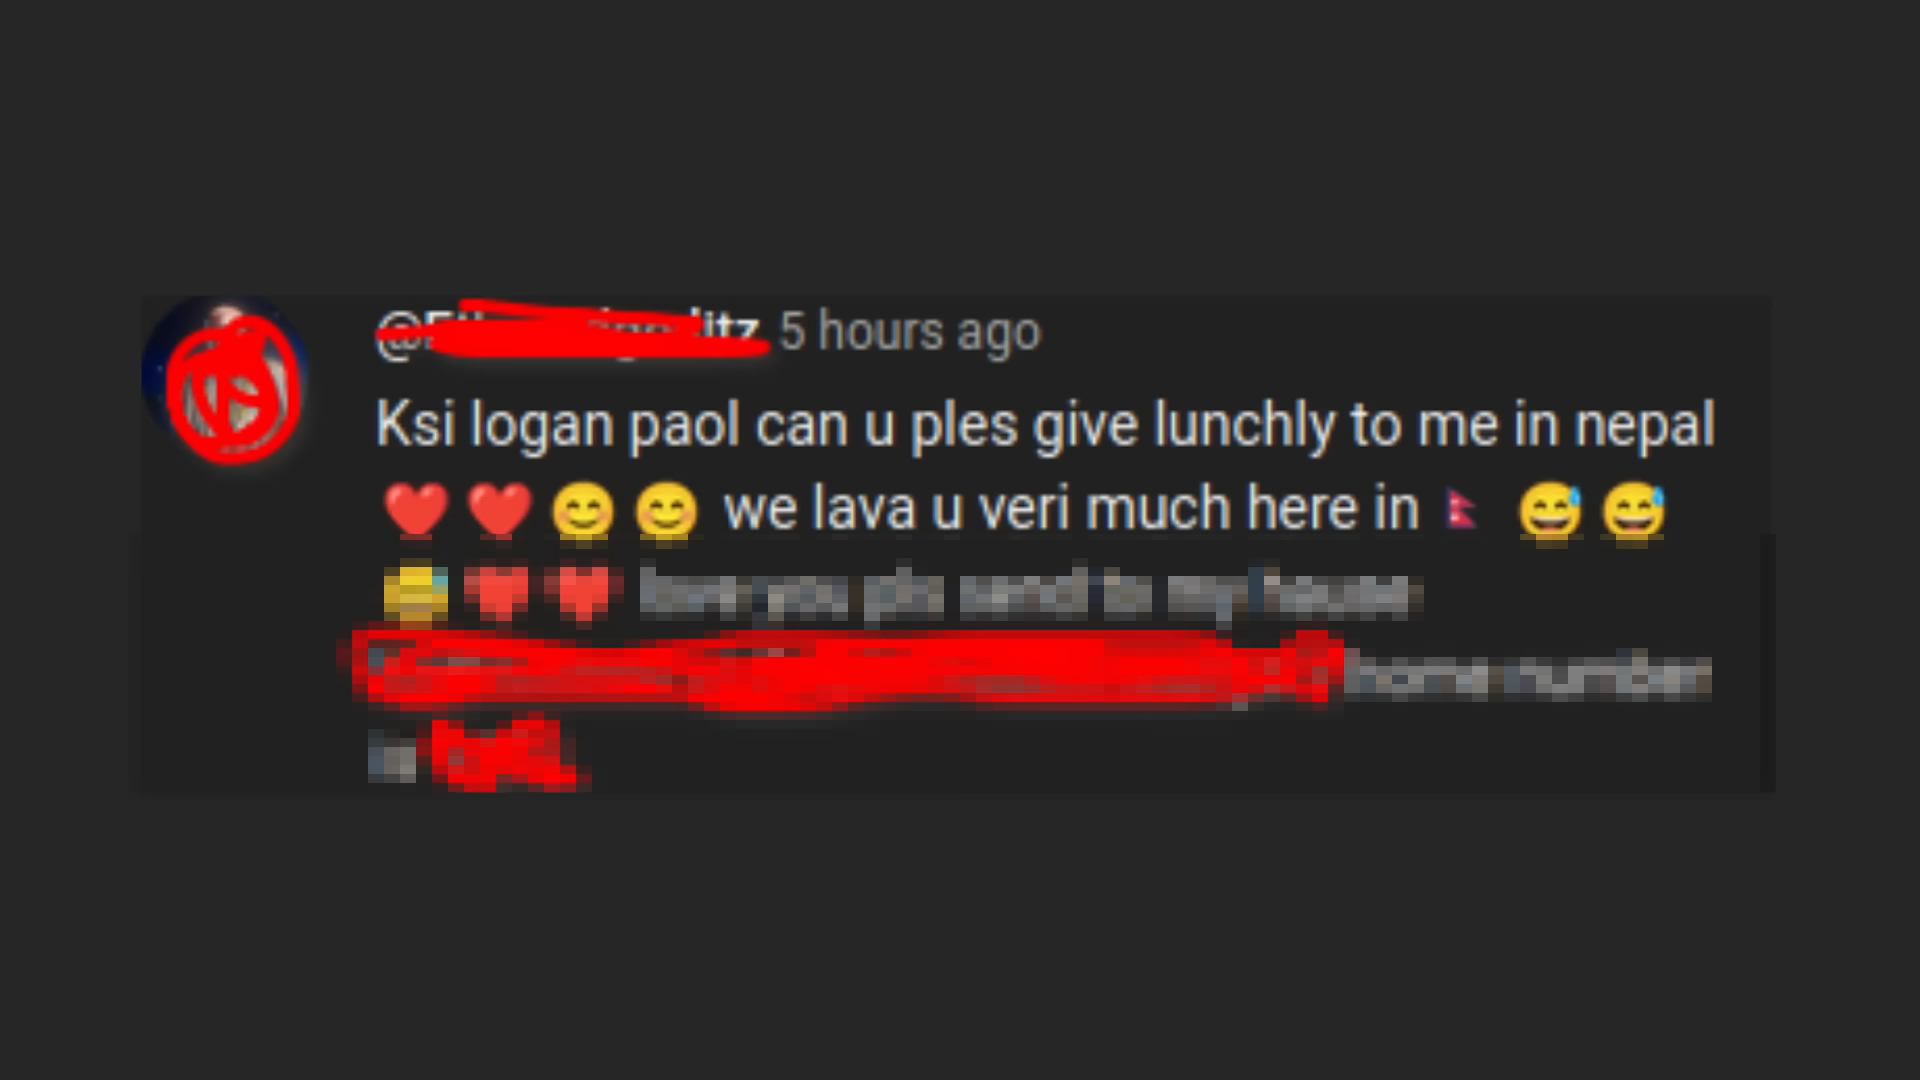 5 hours ago
Ksi logan paol can u ples give lunchly to me in nepal
❤️ ❤️ 😊 😊 we lava u veri much here in 🇳🇵 😅 😅
😅 ❤️ ❤️ love you pls send to my house
home number
is